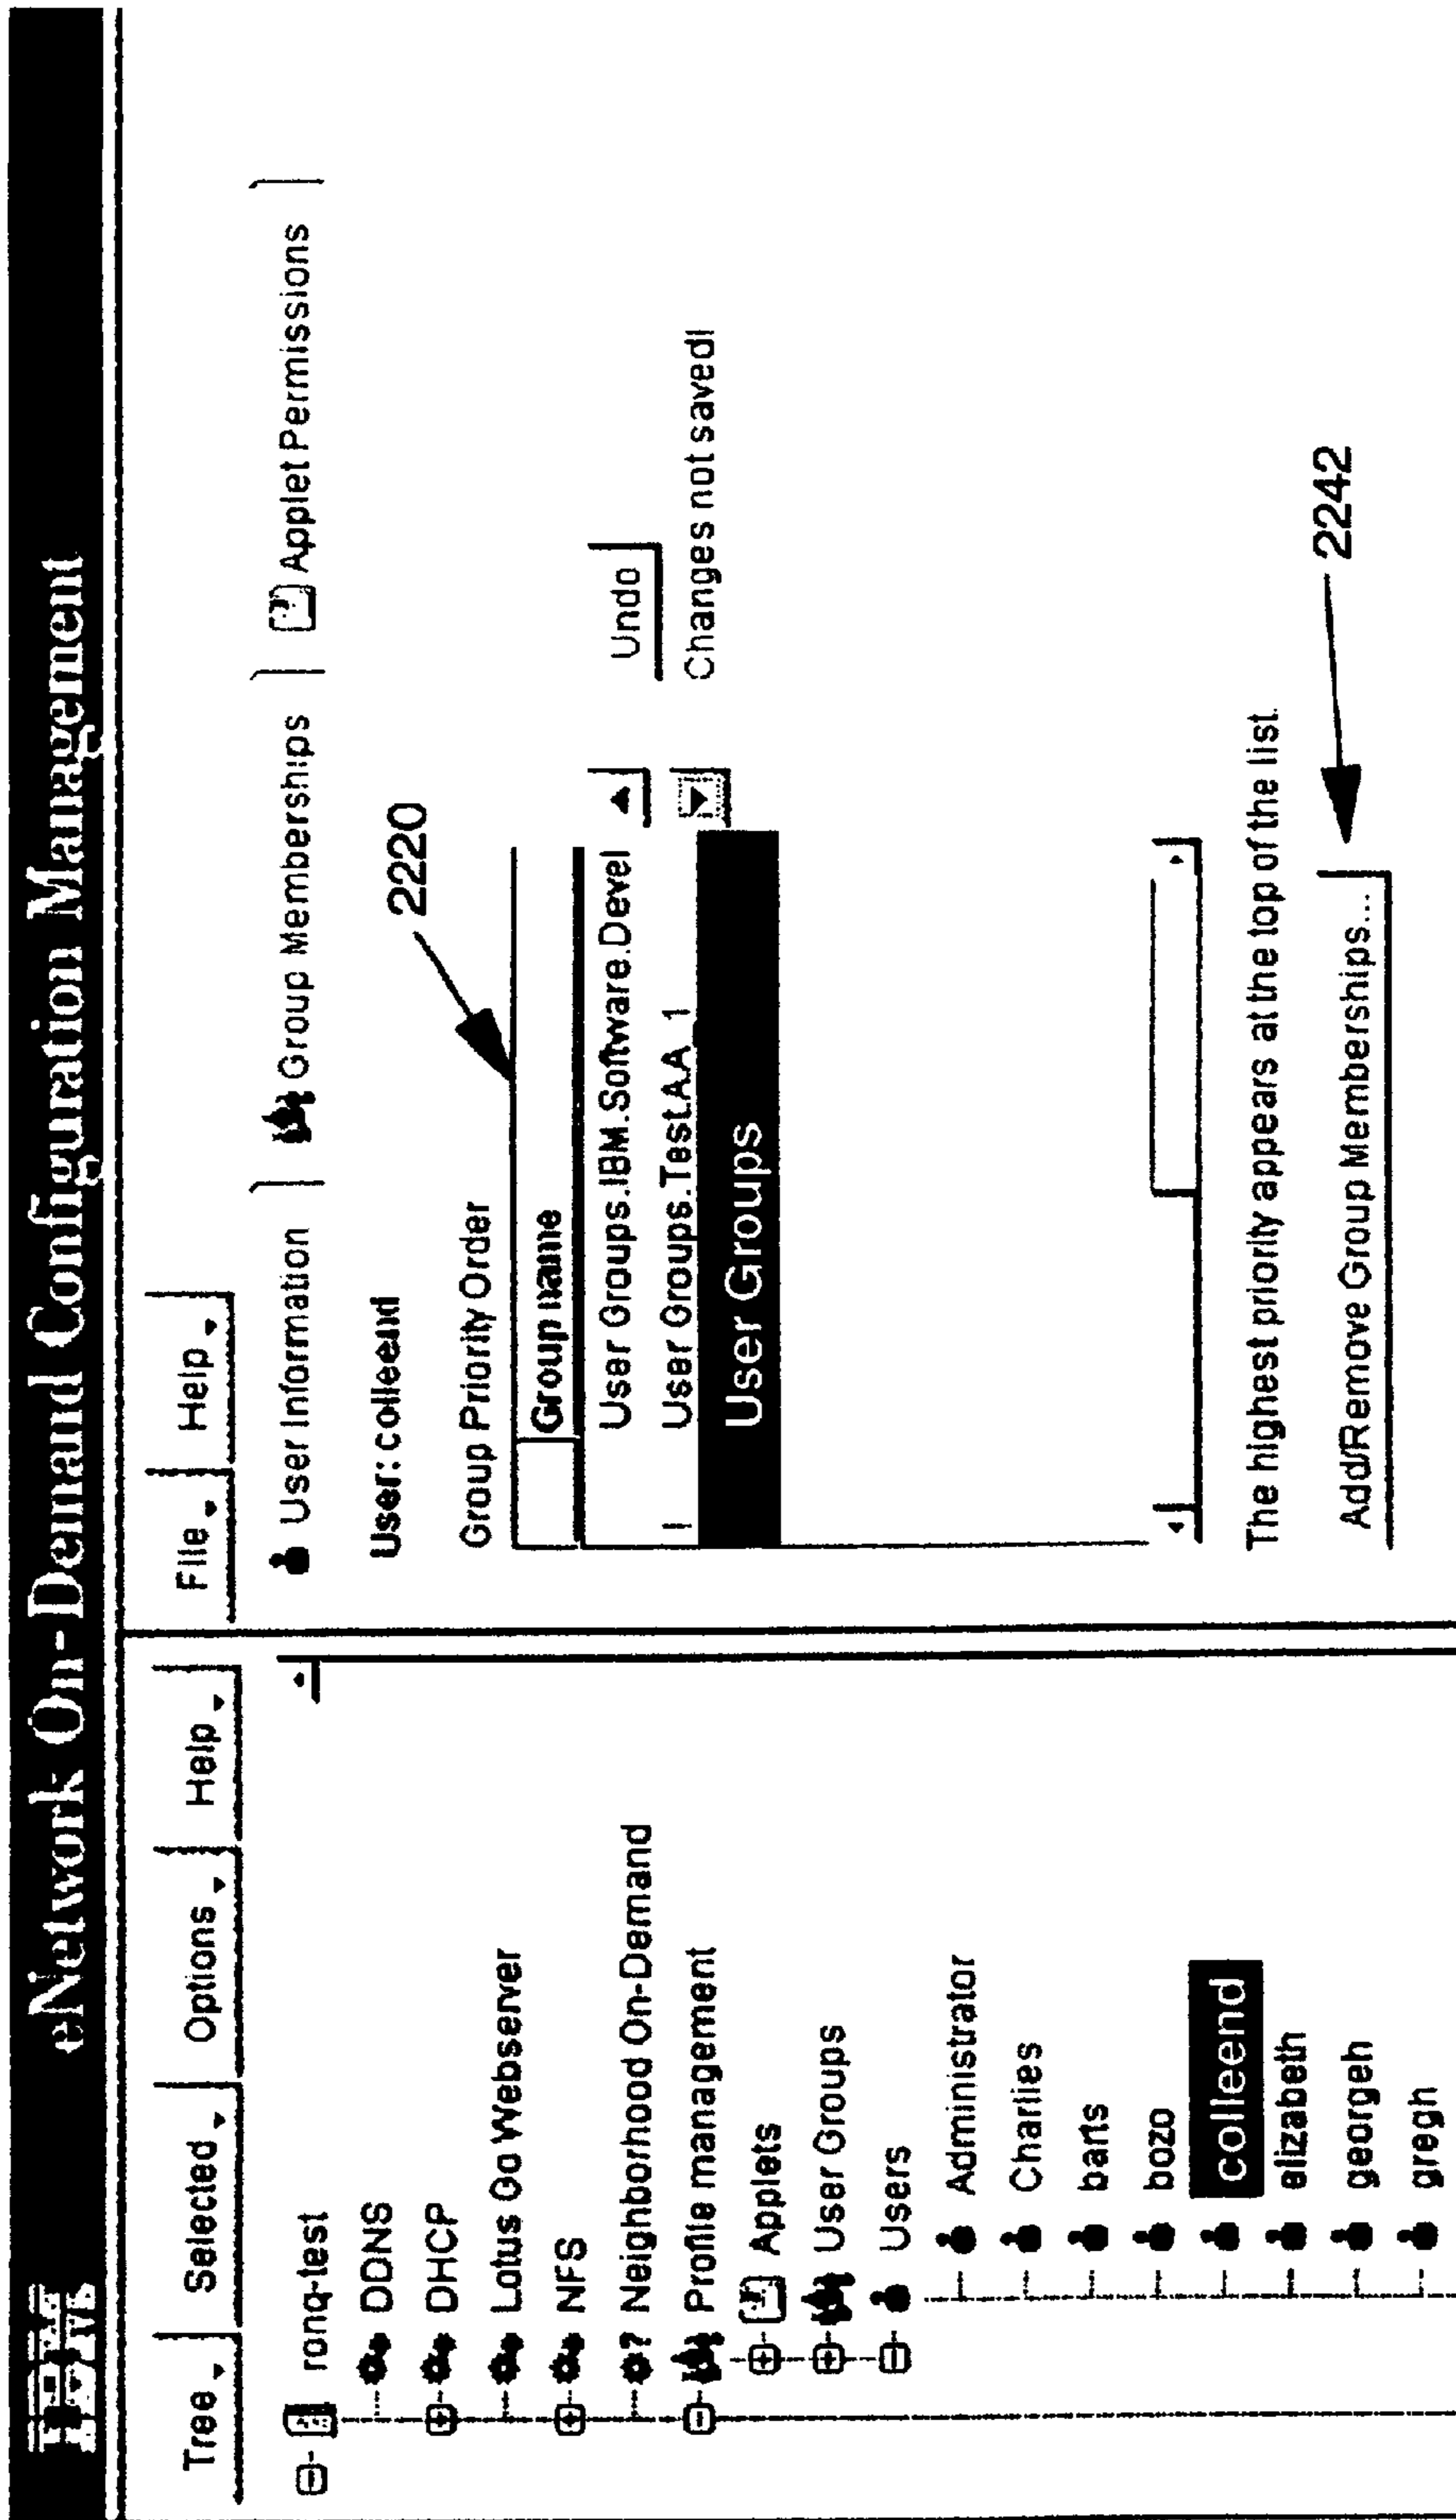 IBM eNetwork On-Demand Configuration Management
Tree Selected Options Help
ronq-test
DDNS
DHCP
Lotus Go Webserver
NFS
Neighborhood On-Demand
Profile management
Applets
User Groups
Users
Administrator
Charlies
barts
bozo
colleend
elizabeth
georgeh
gregh
File Help
User Information Group Memberships Applet Permissions
User: colleend
2220
Group Priority Order
Group name
User Groups.IBM.Software.Devel
User Groups.Test.AA_1
User Groups
Undo
Changes not saved!
The highest priority appears at the top of the list.
Add/Remove Group Memberships...
2242